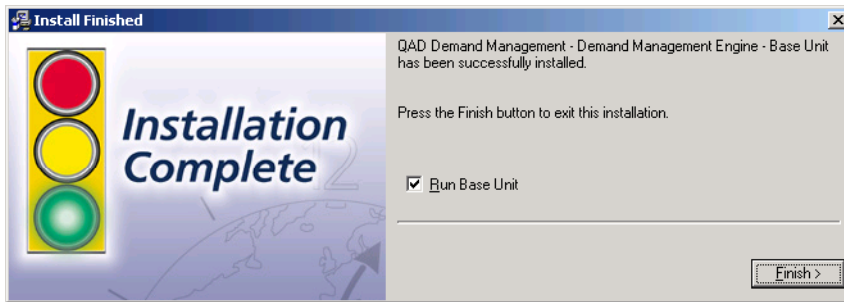 Install Finished
QAD Demand Management - Demand Management Engine - Base Unit
has been successfully installed.
Installation
Complete
Press the Finish button to exit this installation.
Run Base Unit
12
Finish >